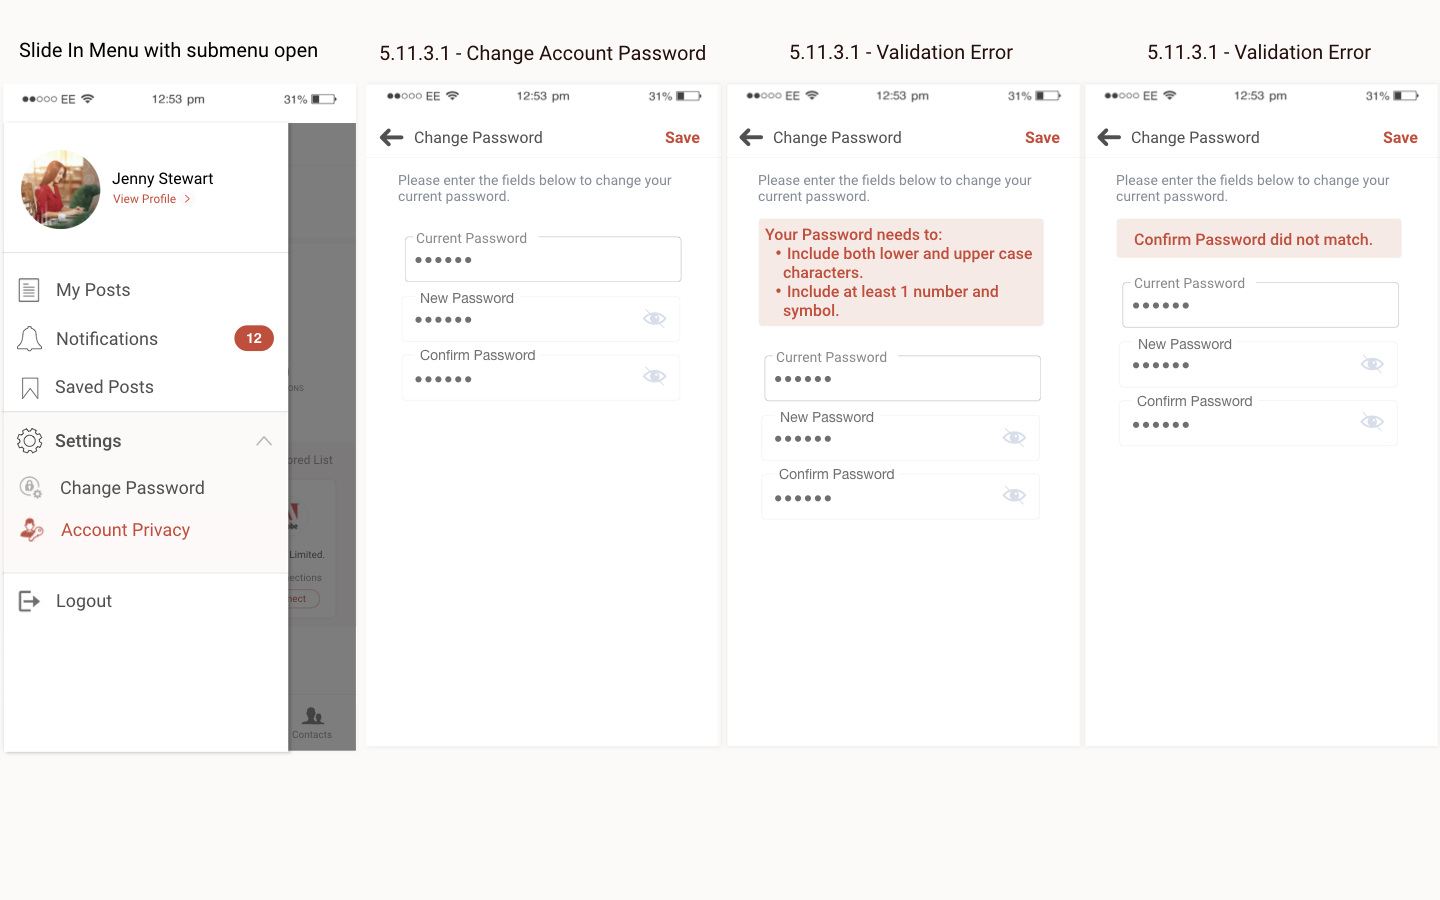 Slide In Menu with submenu open
EE
12:53 pm
31%
Jenny Stewart
View Profile
My Posts
Notifications
12
Saved Posts
Settings
Change Password
Account Privacy
Logout
ONS
ored List
Limited.
ections
nect
Contacts
5.11.3.1 - Change Account Password
EE
12:53 pm
31%
Change Password
Save
Please enter the fields below to change your
current password.
Current Password
New Password
Confirm Password
5.11.3.1 - Validation Error
EE
12:53 pm
31%
Change Password
Save
Please enter the fields below to change your
current password.
Your Password needs to:
• Include both lower and upper case
characters.
• Include at least 1 number and
symbol.
Current Password
New Password
Confirm Password
5.11.3.1 - Validation Error
EE
12:53 pm
31%
Change Password
Save
Please enter the fields below to change your
current password.
Confirm Password did not match.
Current Password
New Password
Confirm Password